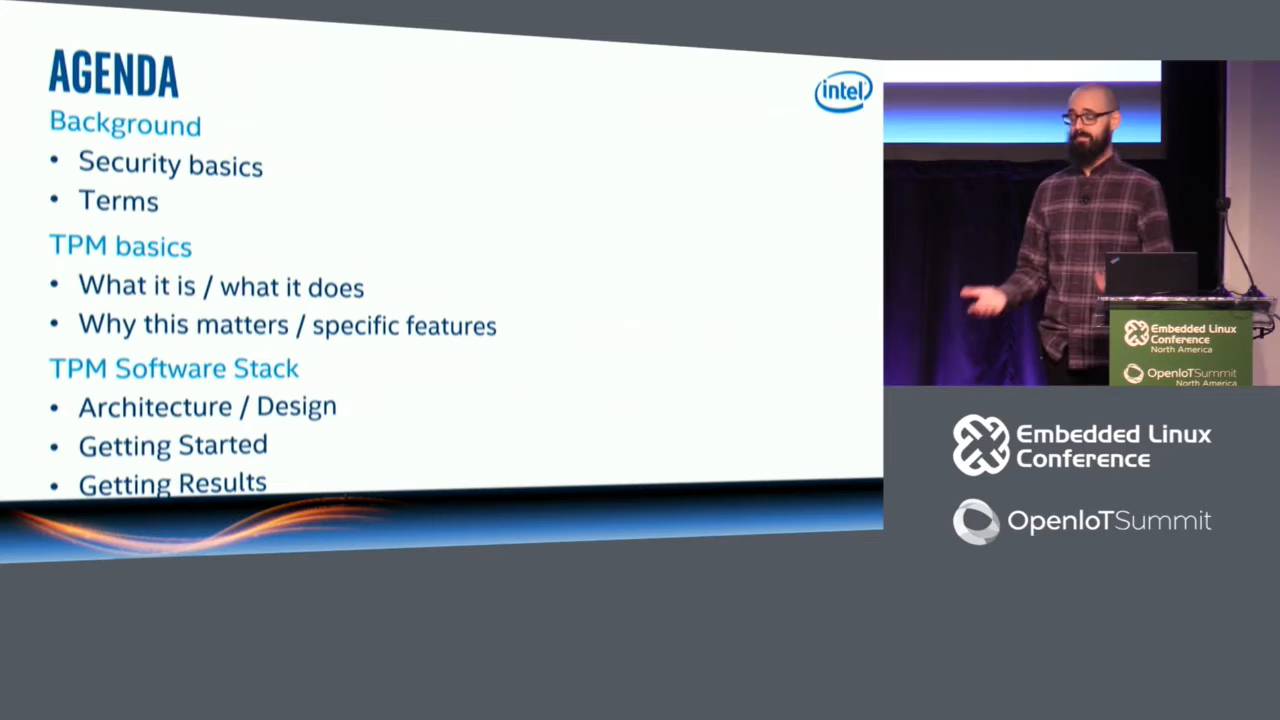 AGENDA
intel
Background
• Security basics
• Terms
TPM basics
• What it is / what it does
• Why this matters / specific features
TPM Software Stack
• Architecture / Design
• Getting Started
• Getting Results
Embedded Linux
Conference
North America
OpenIoTSummit
North America
Embedded Linux
Conference
OpenIoTSummit